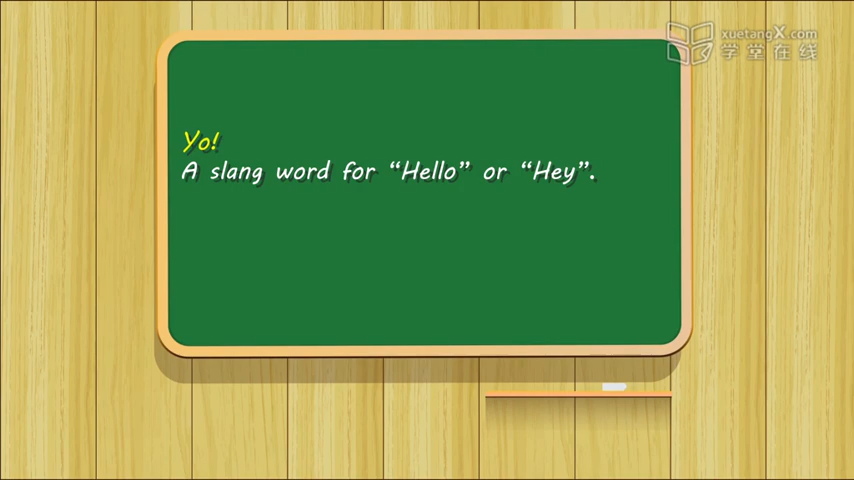 xuetangX.com
学堂在线
Yo!
A slang word for “Hello” or “Hey”.